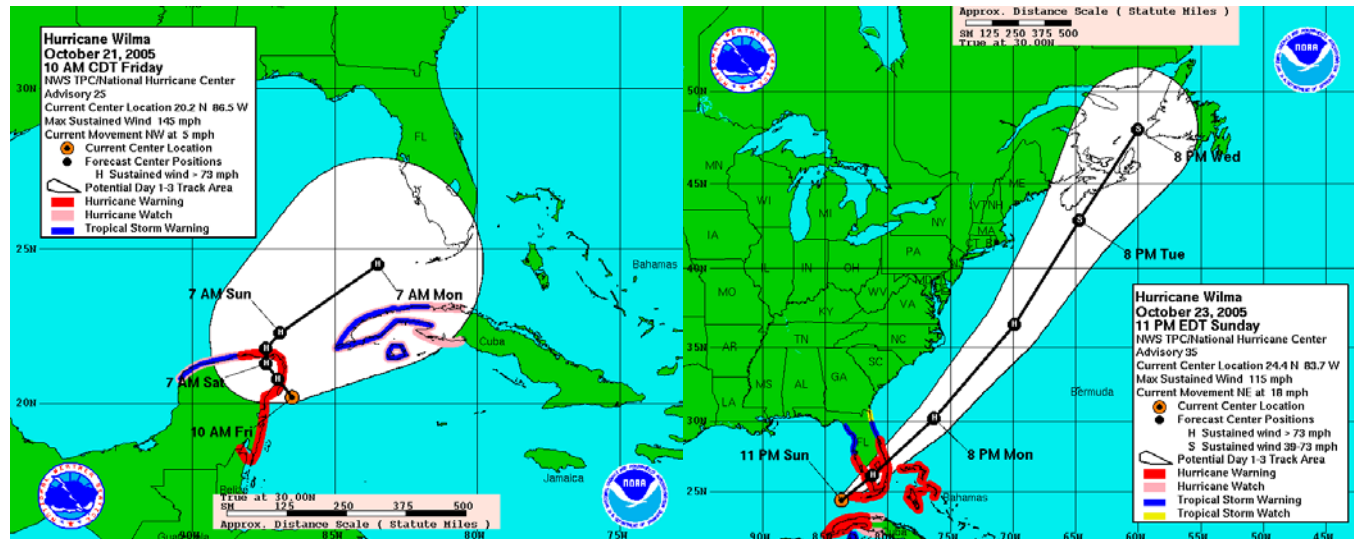 Hurricane Wilma
October 21, 2005
10 AM CDT Friday
NWS TPC/National Hurricane Center
Advisory 25
Current Center Location 20.2 N 86.5 W
Max Sustained Wind 145 mph
Current Movement NW at 5 mph
Current Center Location
Forecast Center Positions
H Sustained wind > 73 mph
Potential Day 1-3 Track Area
Hurricane Warning
Hurricane Watch
Tropical Storm Warning
30N
25N
20N
FL
H
H
H
H
H
7 AM Sun
7 AM Mon
7 AM Sat
10 AM Fri
Bahamas
Cuba
Jamaica
Belize
90W
85W
80W
75W
True at 30.00N
SM 125 250 375 500
Approx. Distance Scale ( Statute Miles )
NOAA
Approx. Distance Scale ( Statute Miles )
SM 125 250 375 500
True at 30.00N
NOAA
50N
45N
40N
35N
30N
25N
MN
WI
MI
IA
IL
IN
OH
PA
NY
VT NH
ME
MA
CT
MO
KY
WV
VA
AR
TN
NC
SC
MS
AL
GA
LA
FL
S
S
H
H
H
8 PM Wed
8 PM Tue
8 PM Mon
11 PM Sun
Bermuda
Bahamas
Hurricane Wilma
October 23, 2005
11 PM EDT Sunday
NWS TPC/National Hurricane Center
Advisory 35
Current Center Location 24.4 N 83.7 W
Max Sustained Wind 115 mph
Current Movement NE at 18 mph
Current Center Location
Forecast Center Positions
H Sustained wind > 73 mph
S Sustained wind 39-73 mph
Potential Day 1-3 Track Area
Hurricane Warning
Hurricane Watch
Tropical Storm Warning
Tropical Storm Watch
90W
80W
75W
70W
65W
60W
55W
50W
45W